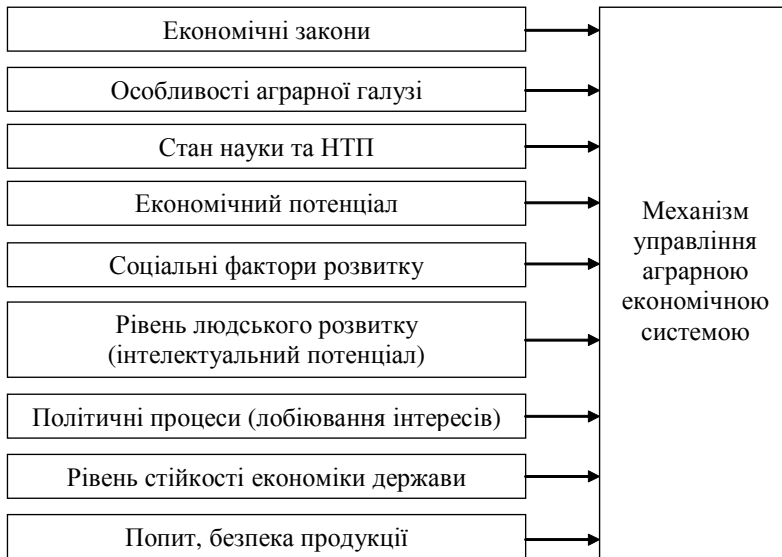 Економічні закони
Особливості аграрної галузі
Стан науки та НТП
Економічний потенціал
Соціальні фактори розвитку
Рівень людського розвитку
(інтелектуальний потенціал)
Політичні процеси (лобіювання інтересів)
Рівень стійкості економіки держави
Попит, безпека продукції
Механізм
управління
аграрною
економічною
системою